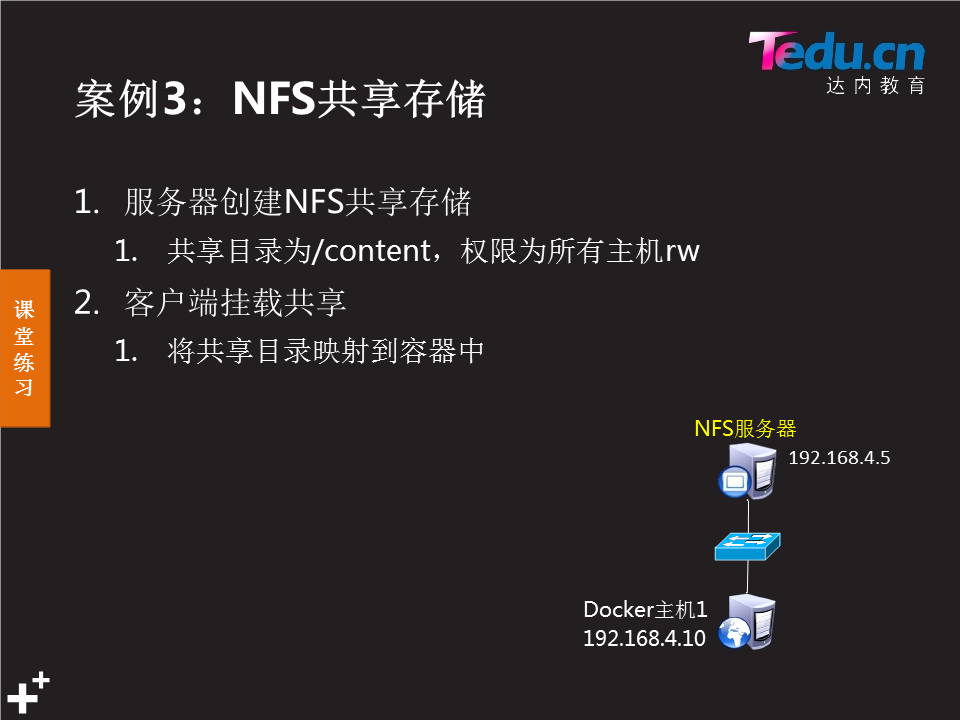 Tedu.cn
达内教育
案例3：NFS共享存储
1. 服务器创建NFS共享存储
1. 共享目录为/content，权限为所有主机rw
2. 客户端挂载共享
1. 将共享目录映射到容器中
课堂练习
NFS服务器
192.168.4.5
Docker主机1
192.168.4.10